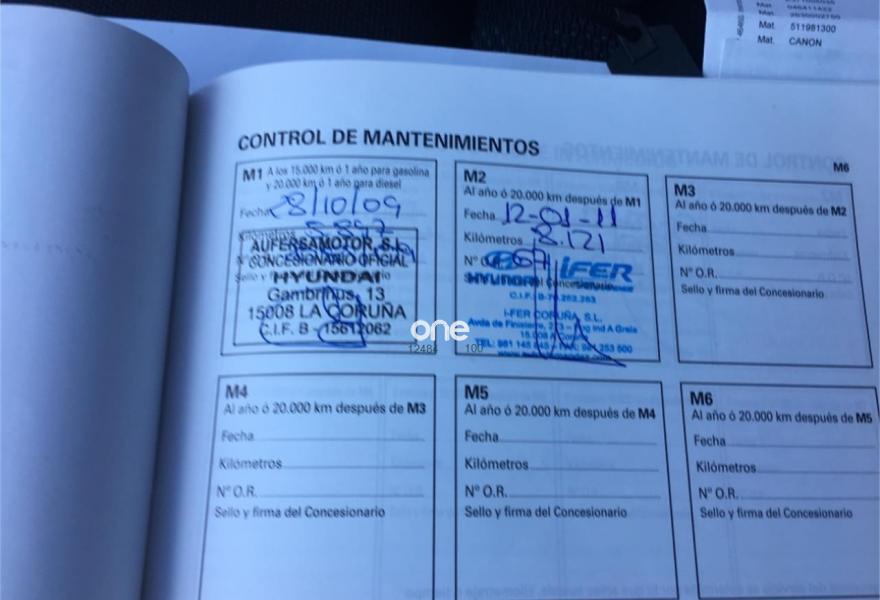 Mat. 511981300
Mat. CANON
CONTROL DE MANTENIMIENTOS
M6
M1 A los 15.000 km ó 1 año para gasolina
y 20.000 km ó 1 año para diesel
Fecha 28/10/09
Kilómetros
AUFERSAMOTOR, S.L.
CONCESIONARIO OFICIAL
HYUNDAI
Gambrinus, 13
15008 LA CORUÑA
C.I.F. B - 15612062
M2
Al año ó 20.000 km después de M1
Fecha 12-01-11
Kilómetros 8.121
Nº O.R.
IFER
HYUNDAI Concesionario
I-FER CORUÑA S.L.
M3
Al año ó 20.000 km después de M2
Fecha
Kilómetros
Nº O.R.
Sello y firma del Concesionario
one
12484 100
M4
Al año ó 20.000 km después de M3
Fecha
Kilómetros
Nº O.R.
Sello y firma del Concesionario
M5
Al año ó 20.000 km después de M4
Fecha
Kilómetros
Nº O.R.
Sello y firma del Concesionario
M6
Al año ó 20.000 km después de M5
Fecha
Kilómetros
Nº O.R.
Sello y firma del Concesionario